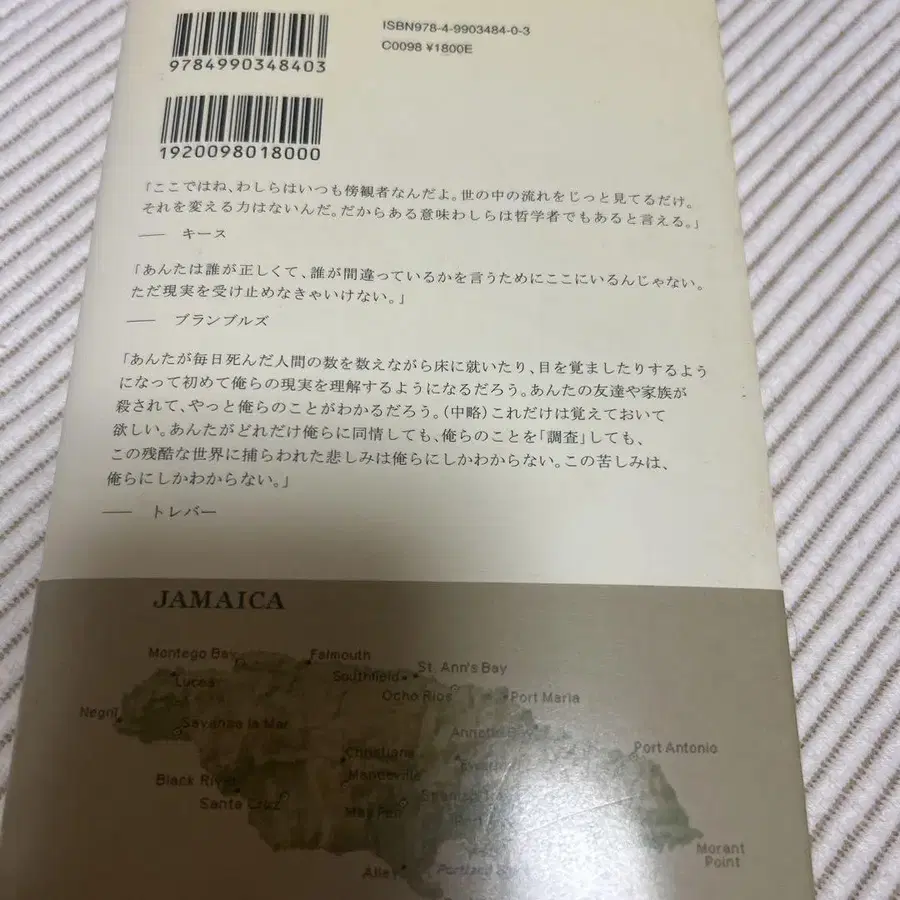 ISBN978-4-9903484-0-3
C0098 ¥1800E
9784990348403
1920098018000
「ここではね、わしらはいつも傍観者なんだよ。世の中の流れをじっと見てるだけ。
それを変える力はないんだ。だからある意味わしらは哲学者でもあると言える。」
── キース
「あんたは誰が正しくて、誰が間違っているかを言うためにここにいるんじゃない。
ただ現実を受け止めなきゃいけない。」
── ブランブルズ
「あんたが毎日死んだ人間の数を数えながら床に就いたり、目を覚ましたりするよう
になって初めて俺らの現実を理解するようになるだろう。あんたの友達や家族が
殺されて、やっと俺らのことがわかるだろう。(中略)これだけは覚えておいて
欲しい。あんたがどれだけ俺らに同情しても、俺らのことを「調査」しても、
この残酷な世界に捕らわれた悲しみは俺らにしかわからない。この苦しみは、
俺らにしかわからない。」
── トレバー
JAMAICA
Montego Bay
Falmouth
St. Ann's Bay
Lucea
Southfield
Ocho Rios
Port Maria
Negril
Savanna la Mar
Annotto Bay
Port Antonio
Christiana
Black River
Mandeville
Santa Cruz
May Pen
Spanish
Morant
Point
Alley
Portland